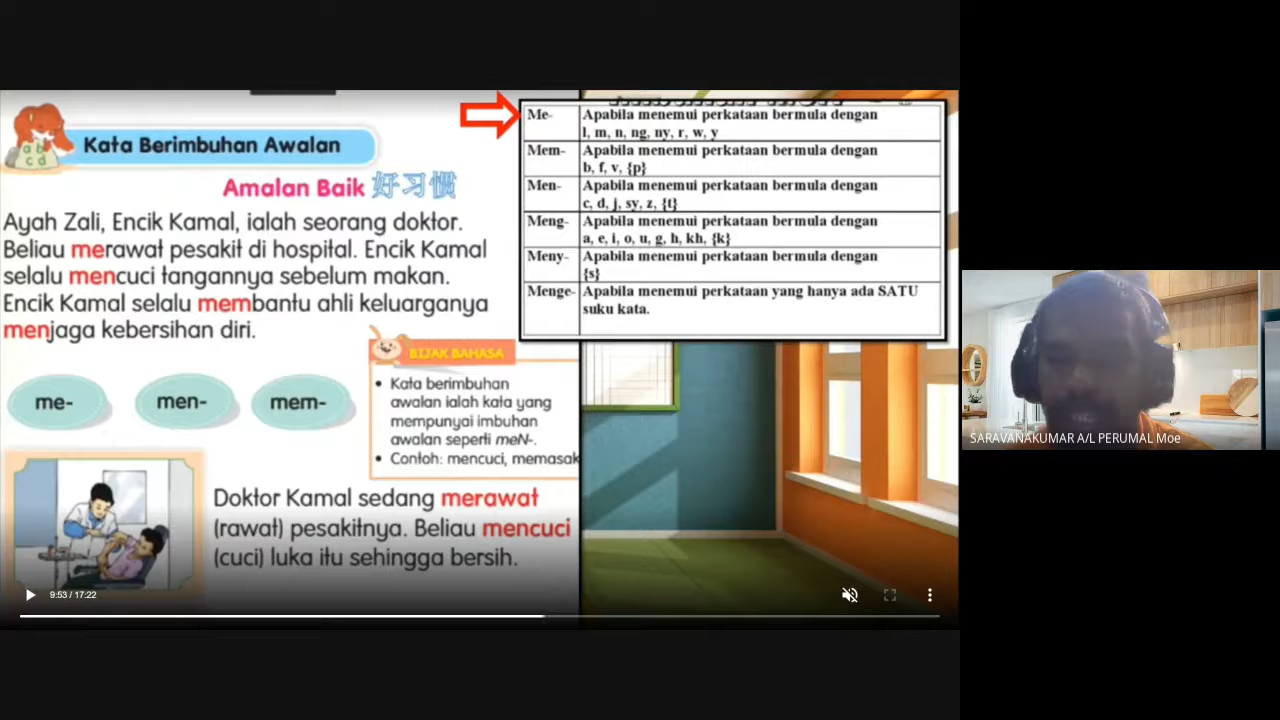 abc
cd
Kata Berimbuhan Awalan
Amalan Baik 好习惯
Ayah Zali, Encik Kamal, ialah seorang doktor.
Beliau merawat pesakit di hospital. Encik Kamal
selalu mencuci tangannya sebelum makan.
Encik Kamal selalu membantu ahli keluarganya
menjaga kebersihan diri.
me-
men-
mem-
BIJAK BAHASA
• Kata berimbuhan
awalan ialah kata yang
mempunyai imbuhan
awalan seperti meN-.
• Contoh: mencuci, memasak
Doktor Kamal sedang merawat
(rawat) pesakitnya. Beliau mencuci
(cuci) luka itu sehingga bersih.
Me- Apabila menemui perkataan bermula dengan
l, m, n, ng, ny, r, w, y
Mem- Apabila menemui perkataan bermula dengan
b, f, v, {p}
Men- Apabila menemui perkataan bermula dengan
c, d, j, sy, z, {t}
Meng- Apabila menemui perkataan bermula dengan
a, e, i, o, u, g, h, kh, {k}
Meny- Apabila menemui perkataan bermula dengan
{s}
Menge- Apabila menemui perkataan yang hanya ada SATU
suku kata.
9:53 / 17:22
SARAVANAKUMAR A/L PERUMAL Moe